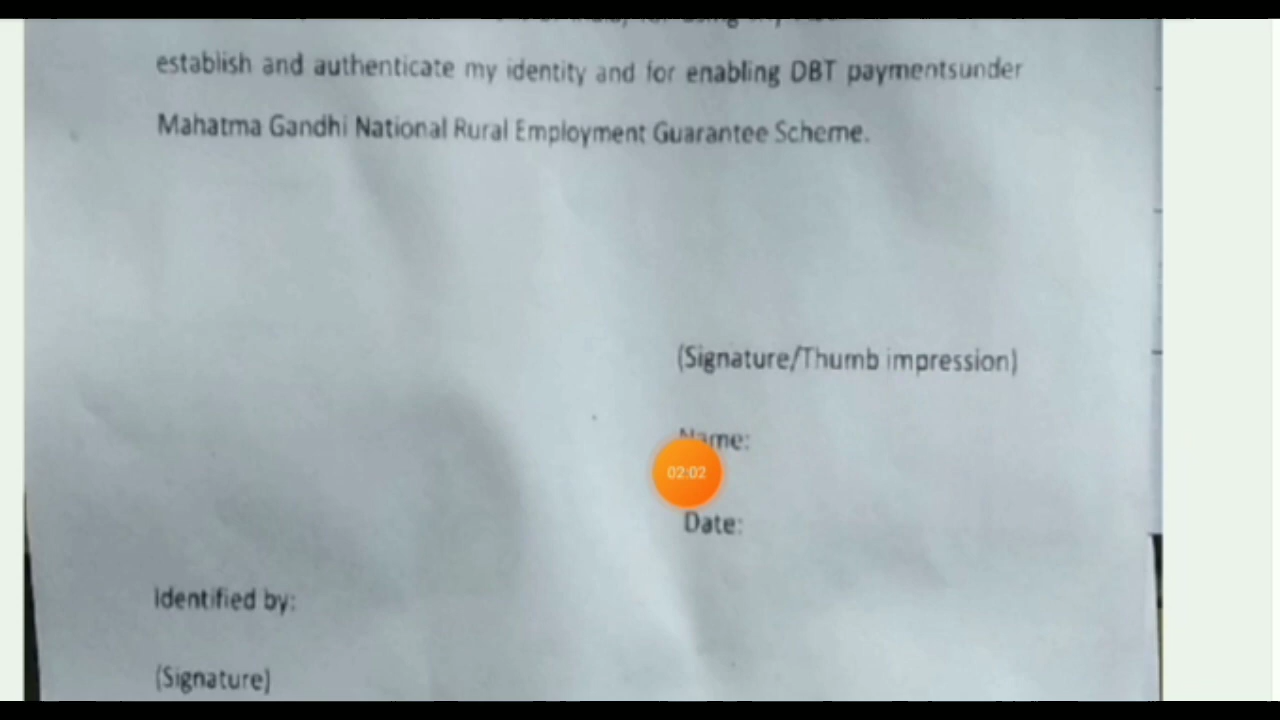 establish and authenticate my identity and for enabling DBT paymentsunder
Mahatma Gandhi National Rural Employment Guarantee Scheme.
(Signature/Thumb impression)
Name:
02:02
Date:
Identified by:
(Signature)